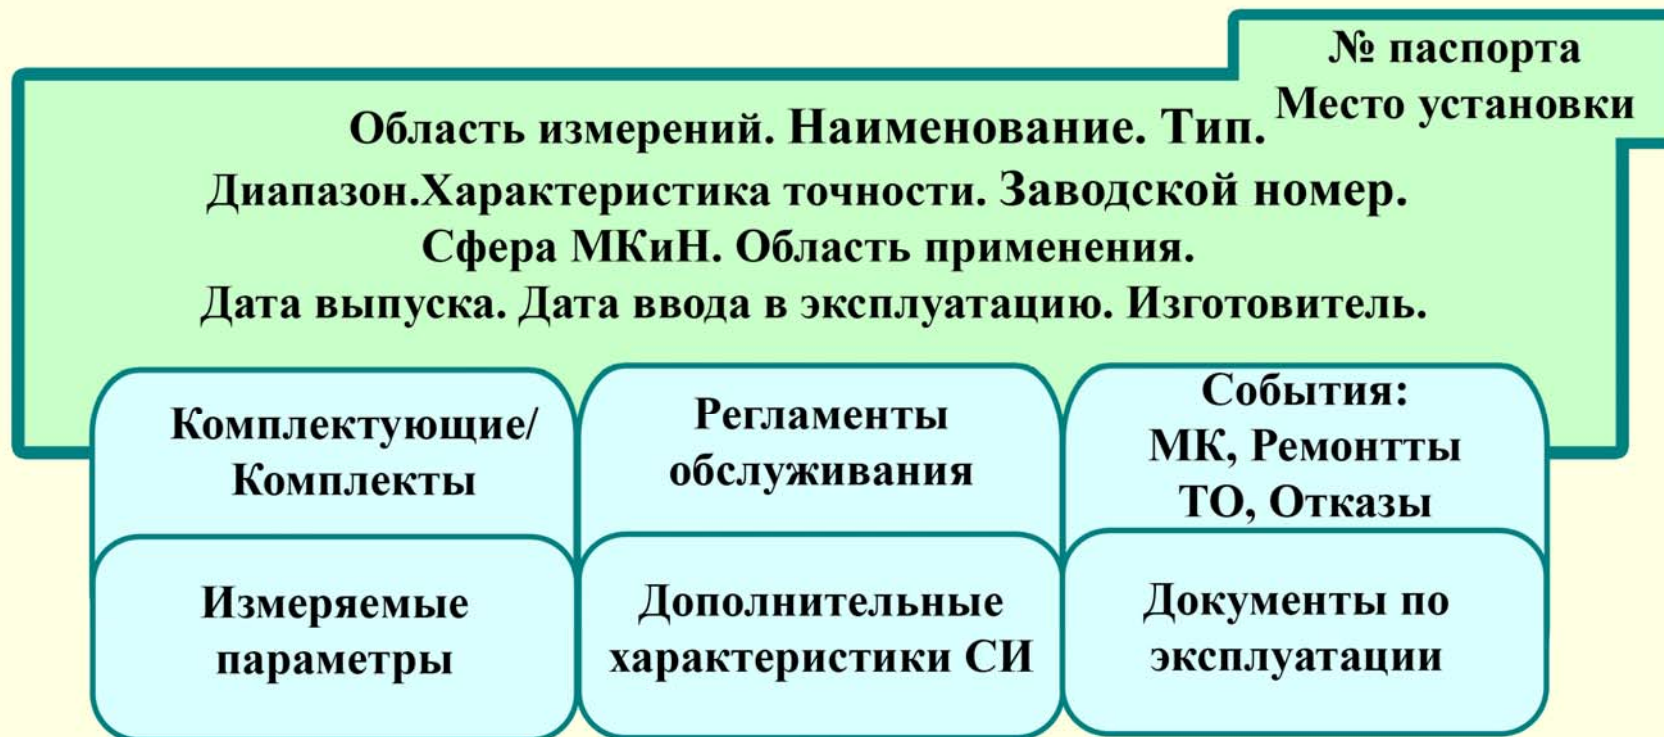 № паспорта
Место установки
Область измерений. Наименование. Тип.
Диапазон.Характеристика точности. Заводской номер.
Сфера МКиН. Область применения.
Дата выпуска. Дата ввода в эксплуатацию. Изготовитель.
Комплектующие/
Комплекты
Регламенты
обслуживания
События:
МК, Ремонтты
ТО, Отказы
Измеряемые
параметры
Дополнительные
характеристики СИ
Документы по
эксплуатации